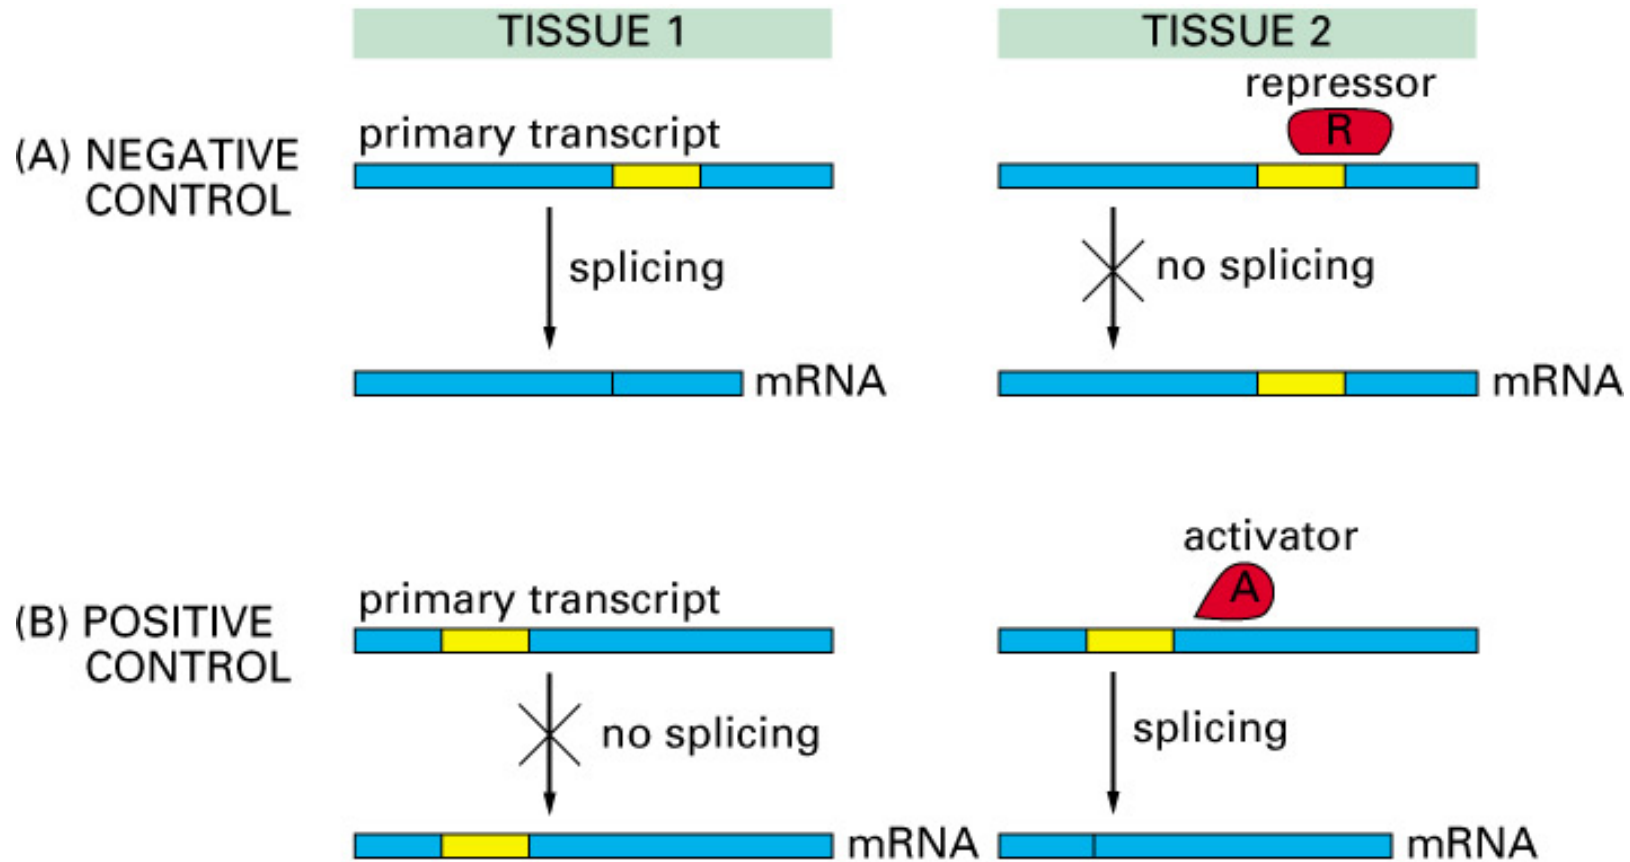 TISSUE 1
TISSUE 2
(A) NEGATIVE
CONTROL
primary transcript
repressor
R
splicing
no splicing
mRNA
mRNA
(B) POSITIVE
CONTROL
primary transcript
activator
A
no splicing
splicing
mRNA
mRNA